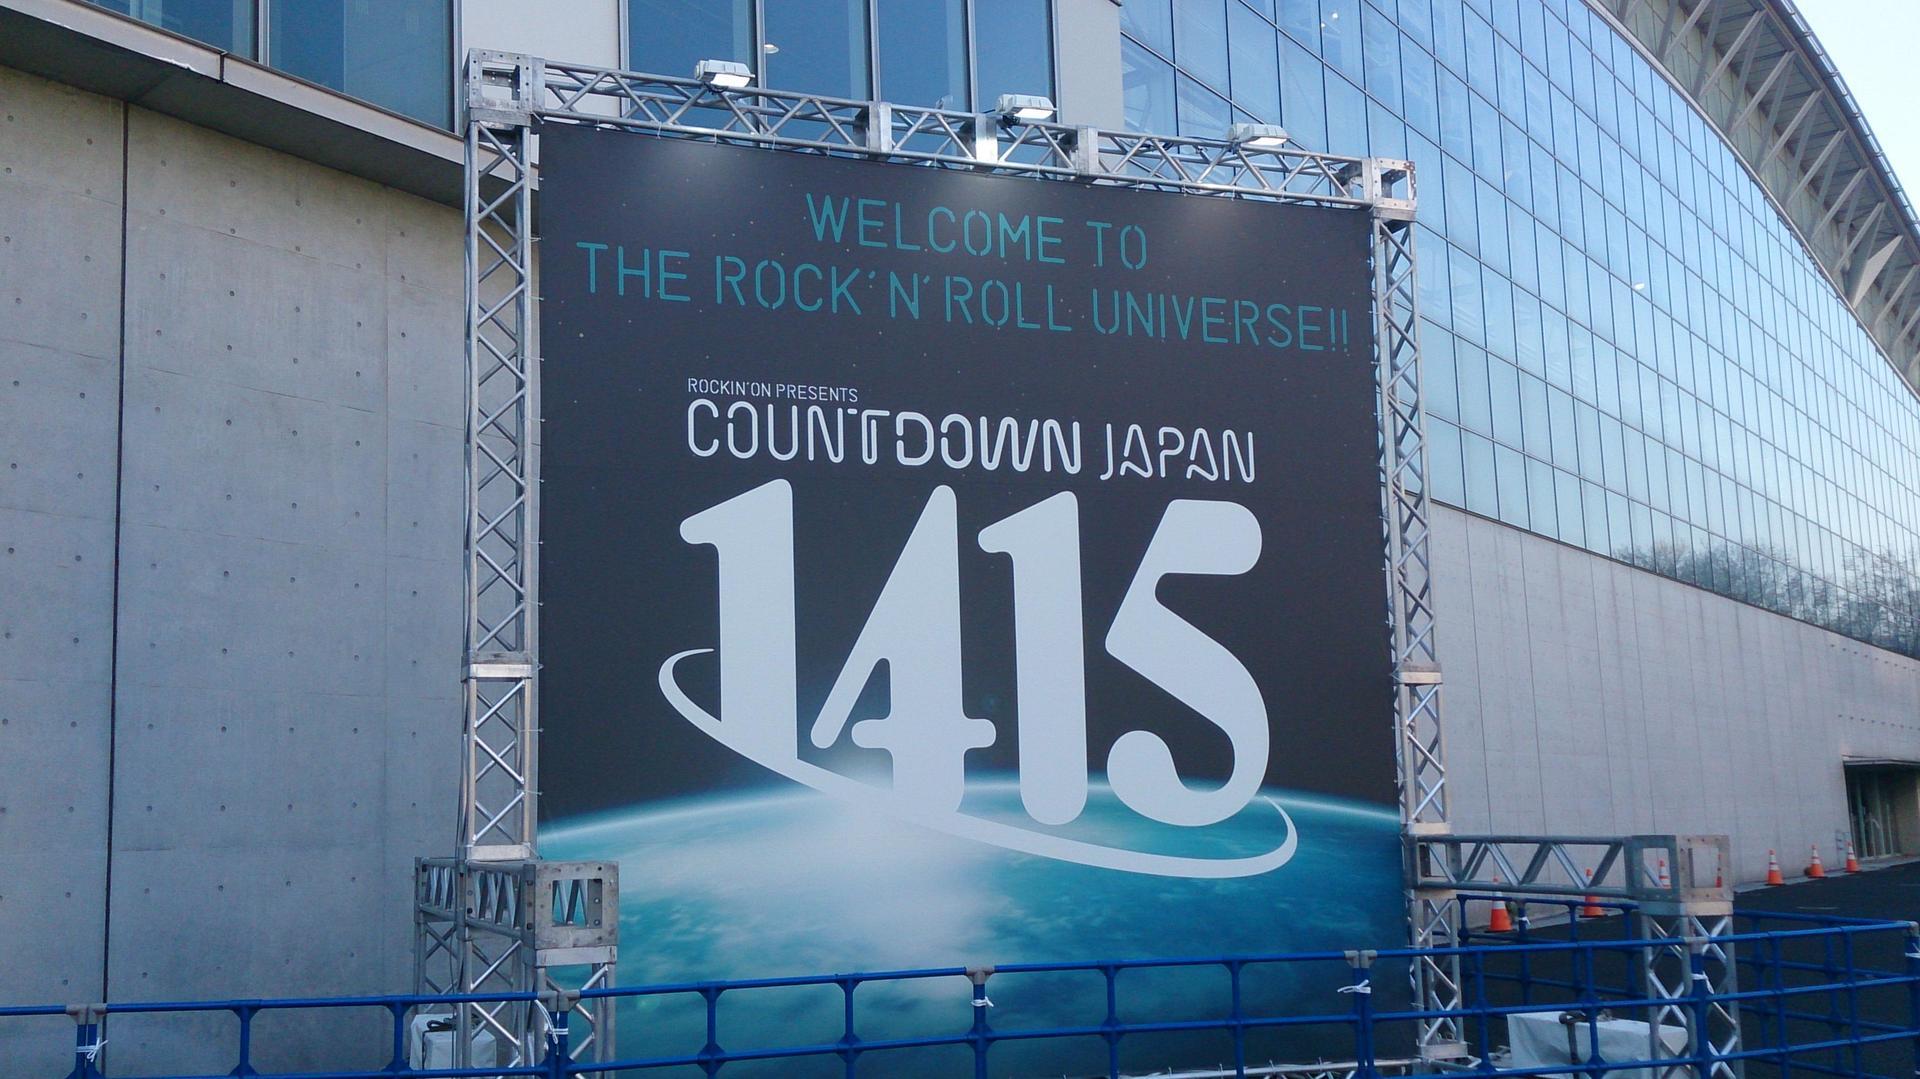 WELCOME TO
THE ROCK'N'ROLL UNIVERSE!!
ROCKIN'ON PRESENTS
COUNTDOWN JAPAN
1415